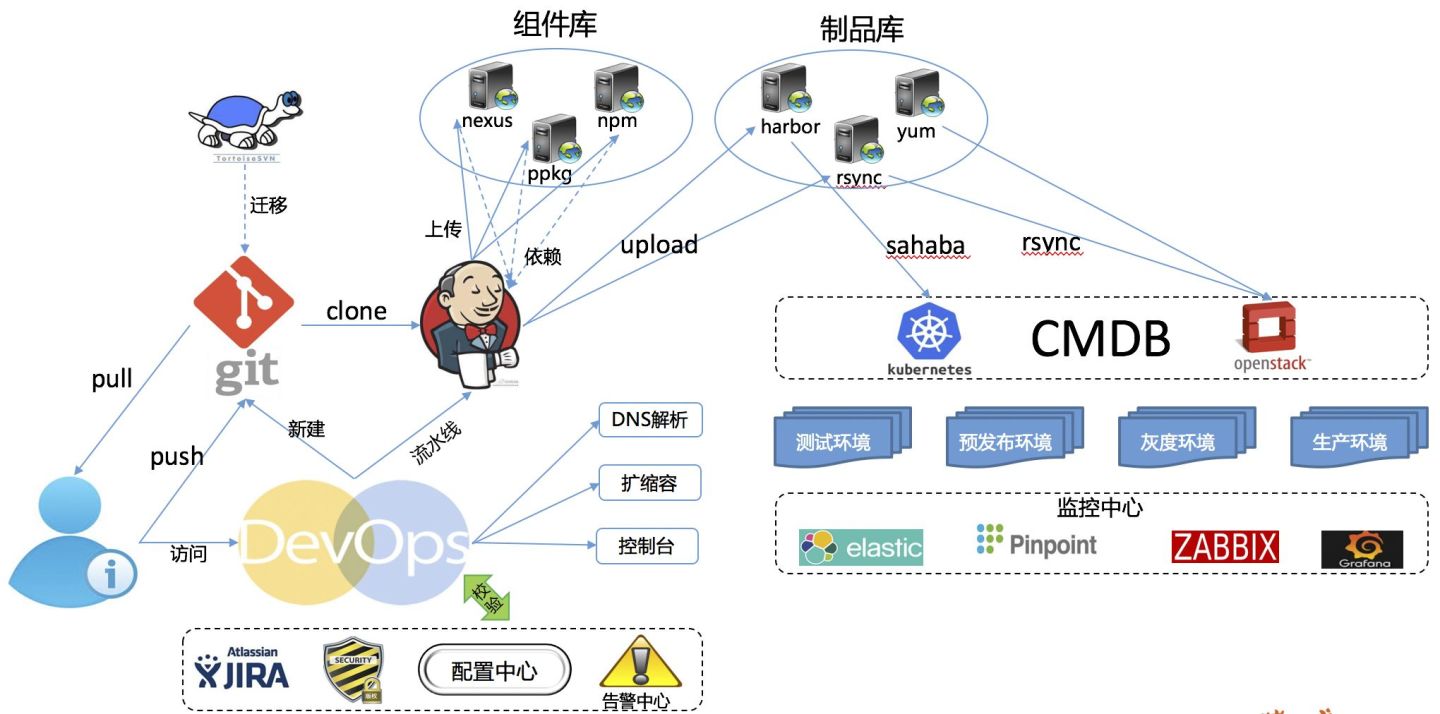 组件库
制品库
nexus
npm
ppkg
harbor
yum
rsync
TortoiseSVN
迁移
上传
依赖
upload
sahaba
rsync
git
clone
pull
push
新建
流水线
访问
DevOps
DNS解析
扩缩容
控制台
校验
kubernetes
CMDB
openstack
测试环境
预发布环境
灰度环境
生产环境
监控中心
elastic
Pinpoint
ZABBIX
Grafana
Atlassian
JIRA
SECURITY
版权
配置中心
告警中心